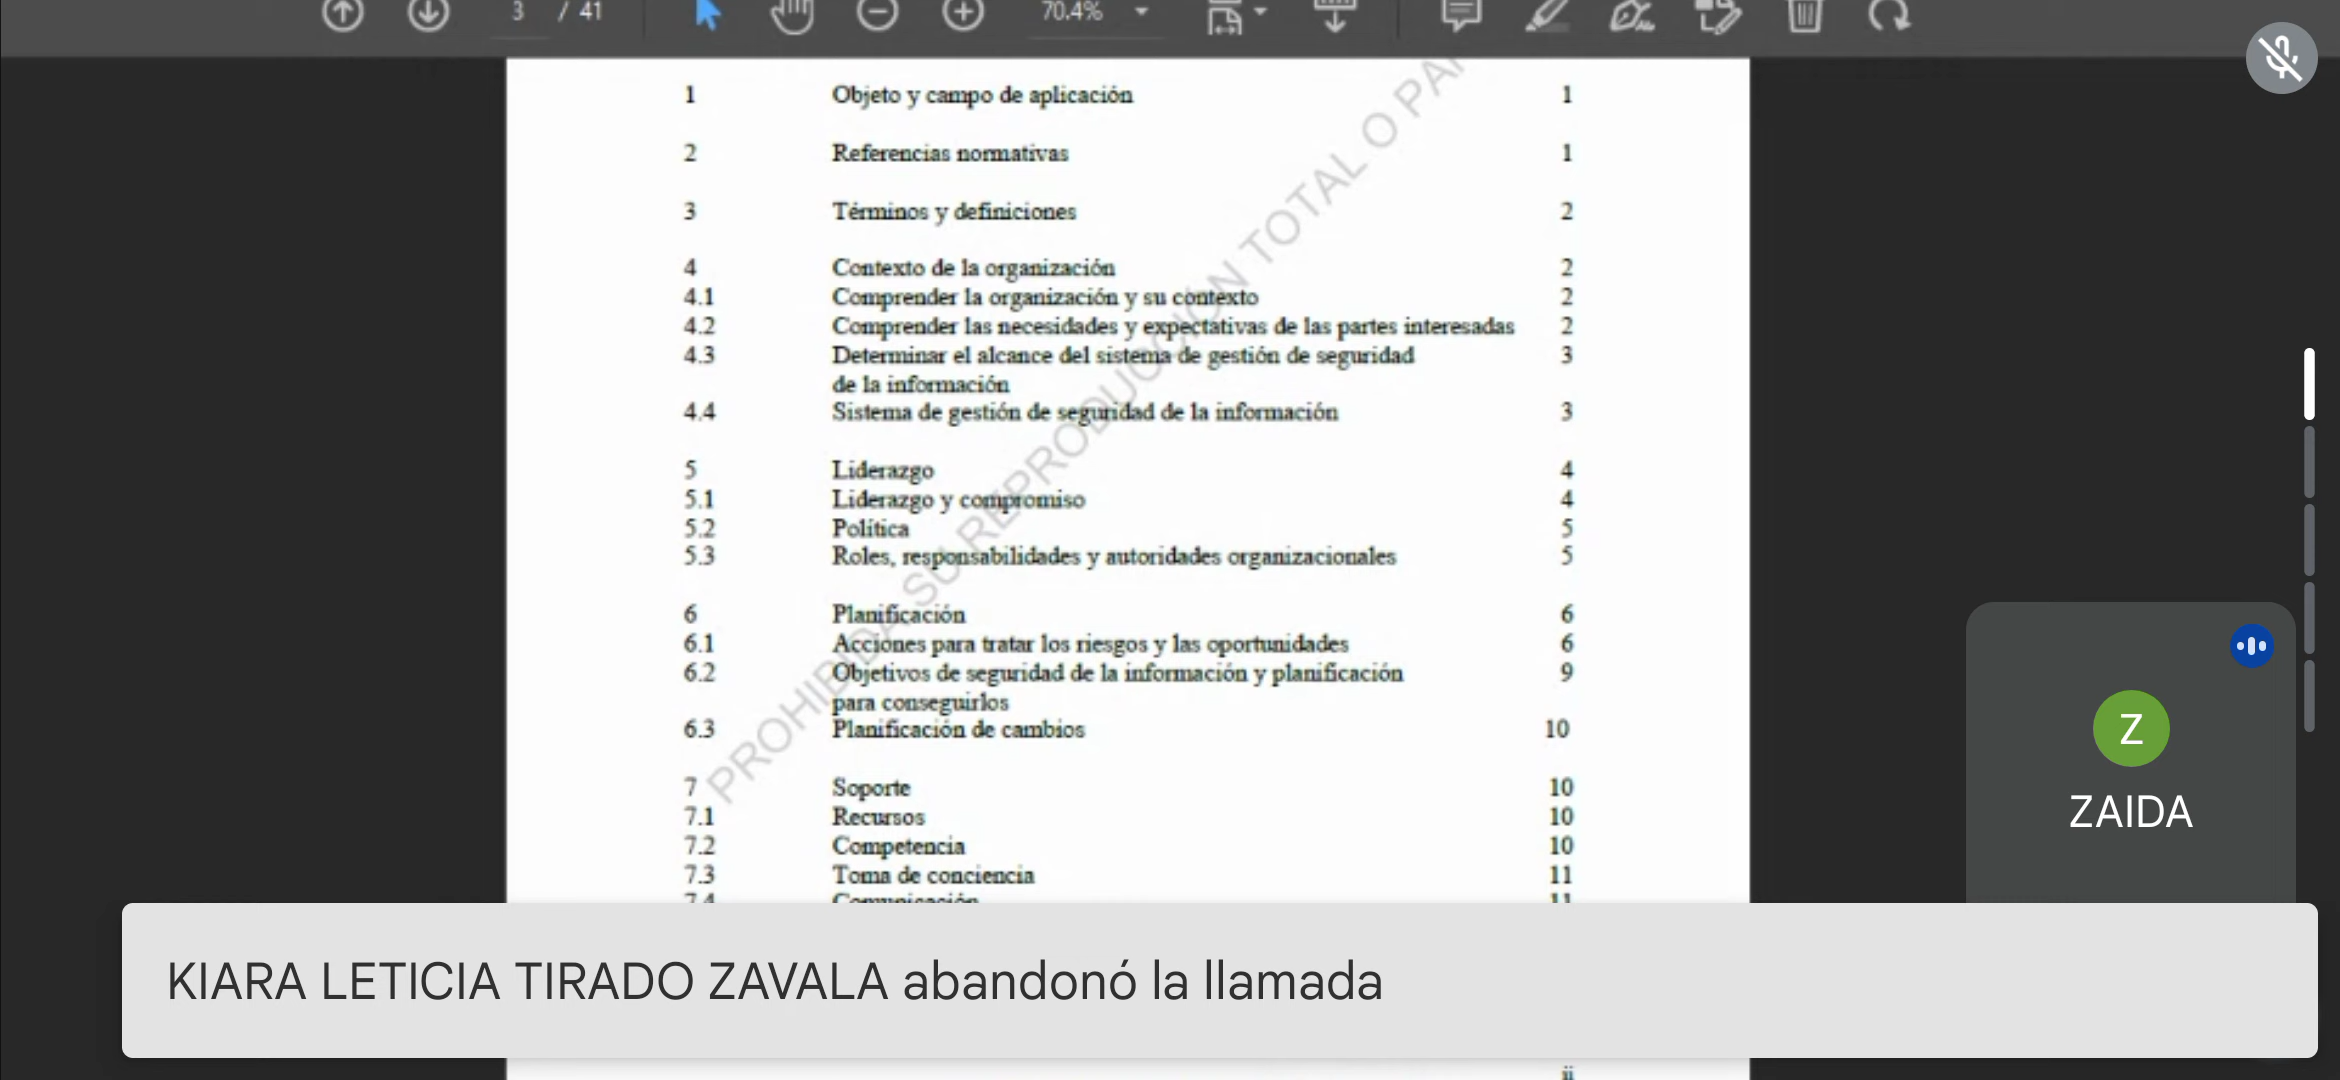 3 / 41
70.4%
1 Objeto y campo de aplicación 1
2 Referencias normativas 1
3 Términos y definiciones 2
4 Contexto de la organización 2
4.1 Comprender la organización y su contexto 2
4.2 Comprender las necesidades y expectativas de las partes interesadas 2
4.3 Determinar el alcance del sistema de gestión de seguridad 3
de la información
4.4 Sistema de gestión de seguridad de la información 3
5 Liderazgo 4
5.1 Liderazgo y compromiso 4
5.2 Política 5
5.3 Roles, responsabilidades y autoridades organizacionales 5
6 Planificación 6
6.1 Acciones para tratar los riesgos y las oportunidades 6
6.2 Objetivos de seguridad de la información y planificación 9
para conseguirlos
6.3 Planificación de cambios 10
7 Soporte 10
7.1 Recursos 10
7.2 Competencia 10
7.3 Toma de conciencia 11
7.4 Comunicación 11
ii
PROHIBIDA SU REPRODUCCIÓN TOTAL O PAR
Z
ZAIDA
KIARA LETICIA TIRADO ZAVALA abandonó la llamada